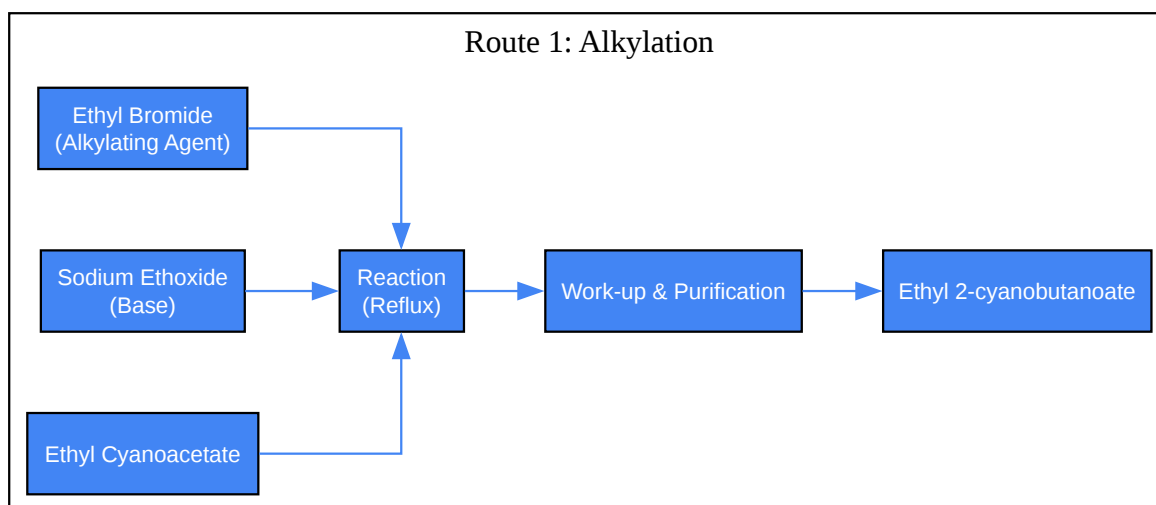 Route 1: Alkylation
Ethyl Bromide
(Alkylating Agent)
Sodium Ethoxide
(Base)
Reaction
(Reflux)
Work-up & Purification
Ethyl 2-cyanobutanoate
Ethyl Cyanoacetate